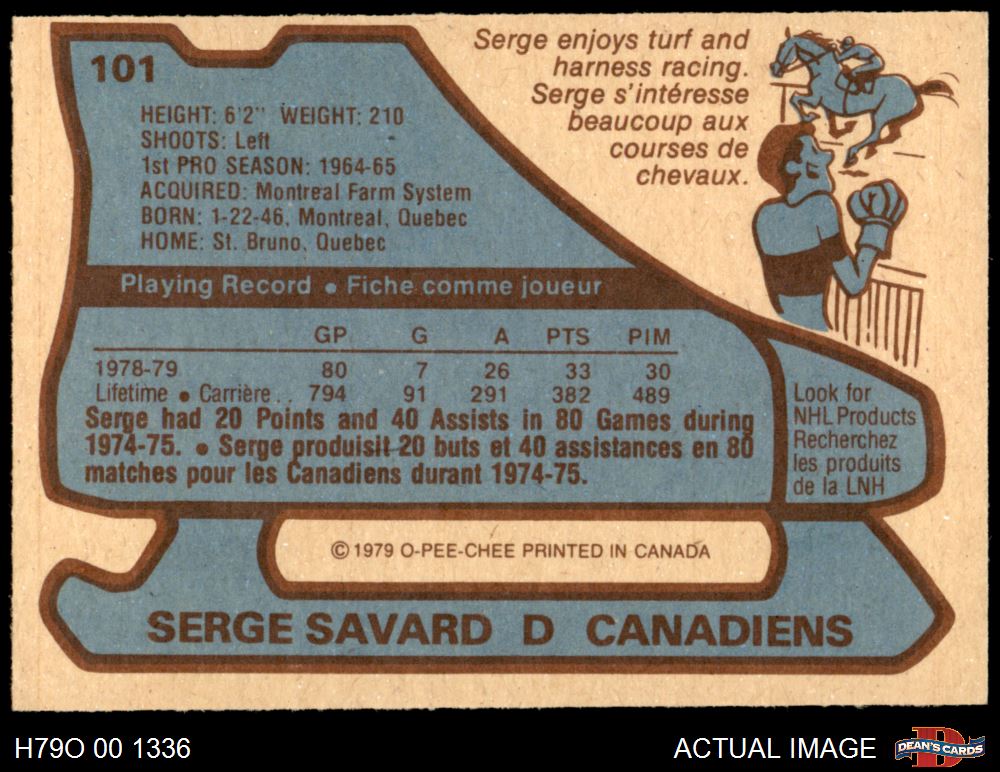 101
Serge enjoys turf and
harness racing.
Serge s'intéresse
beaucoup aux
courses de
chevaux.
HEIGHT: 6'2" WEIGHT: 210
SHOOTS: Left
1st PRO SEASON: 1964-65
ACQUIRED: Montreal Farm System
BORN: 1-22-46, Montreal, Quebec
HOME: St. Bruno, Quebec
Playing Record • Fiche comme joueur
GP G A PTS PIM
1978-79 80 7 26 33 30
Lifetime • Carrière.. 794 91 291 382 489
Serge had 20 Points and 40 Assists in 80 Games during
1974-75. • Serge produisit 20 buts et 40 assistances en 80
matches pour les Canadiens durant 1974-75.
Look for
NHL Products
Recherchez
les produits
de la LNH
© 1979 O-PEE-CHEE PRINTED IN CANADA
SERGE SAVARD D CANADIENS
H79O 00 1336
ACTUAL IMAGE
DEAN'S CARDS